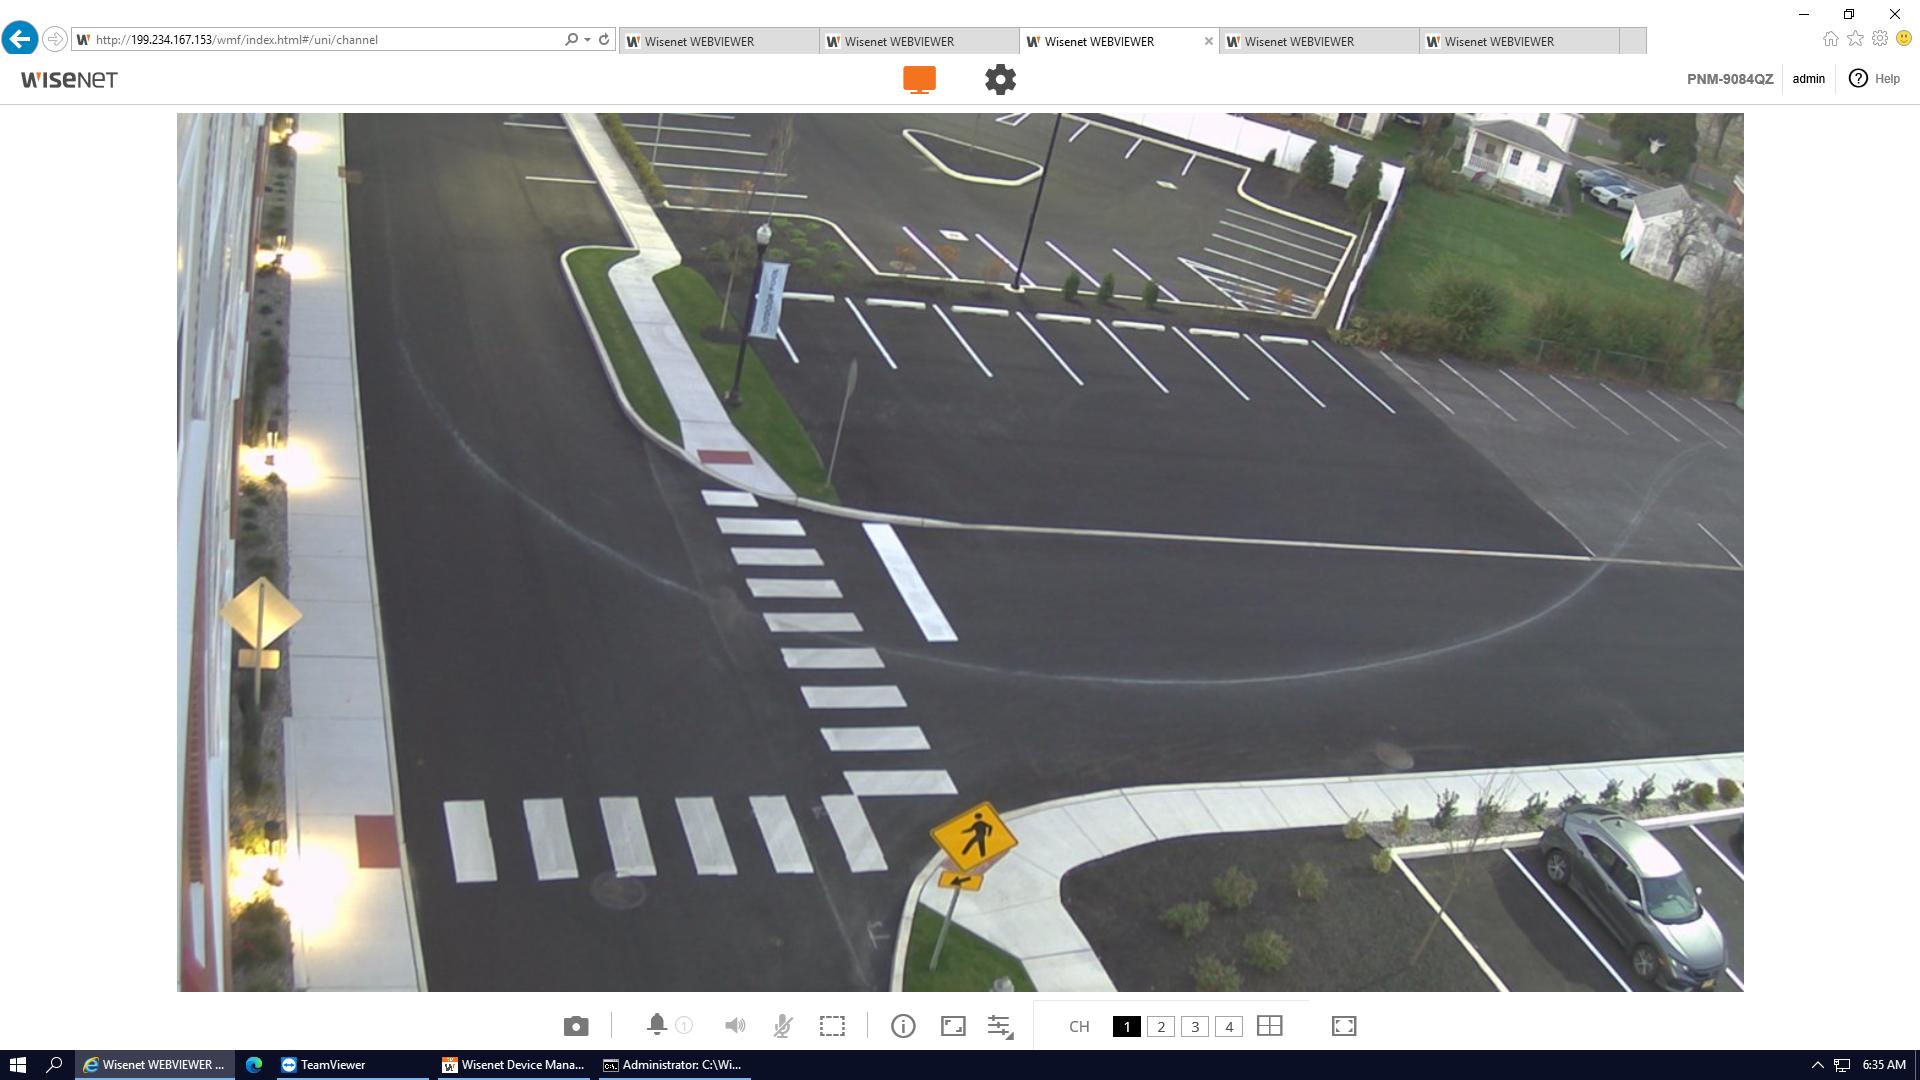 http://199.234.167.153/wmf/index.html#/uni/channel
Wisenet WEBVIEWER
Wisenet WEBVIEWER
Wisenet WEBVIEWER
Wisenet WEBVIEWER
Wisenet WEBVIEWER
WISENET
PNM-9084QZ
admin
? Help
1
CH
1
2
3
4
Wisenet WEBVIEWER ...
TeamViewer
Wisenet Device Mana...
Administrator: C:\Wi...
6:35 AM